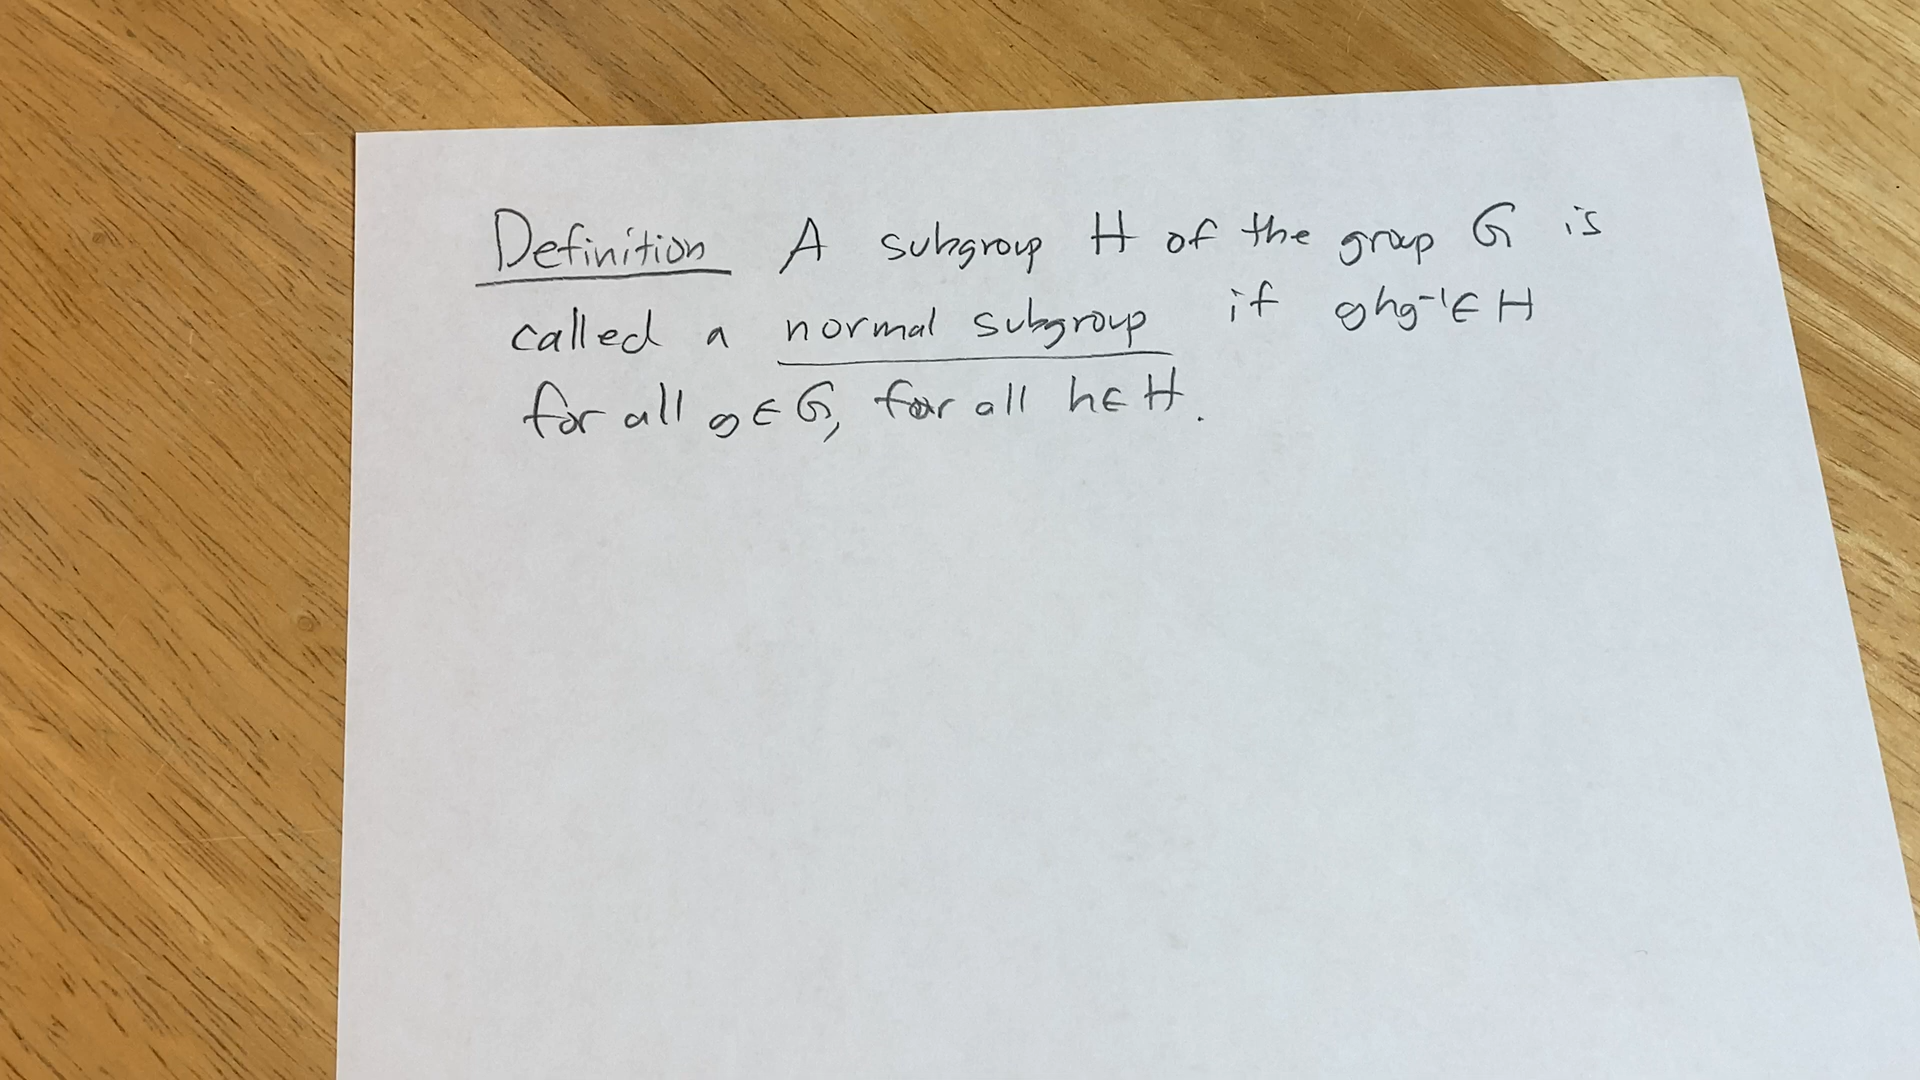 Definition A subgroup H of the group G is
called a normal subgroup if ghg⁻¹ ∈ H
for all g ∈ G, for all h ∈ H.